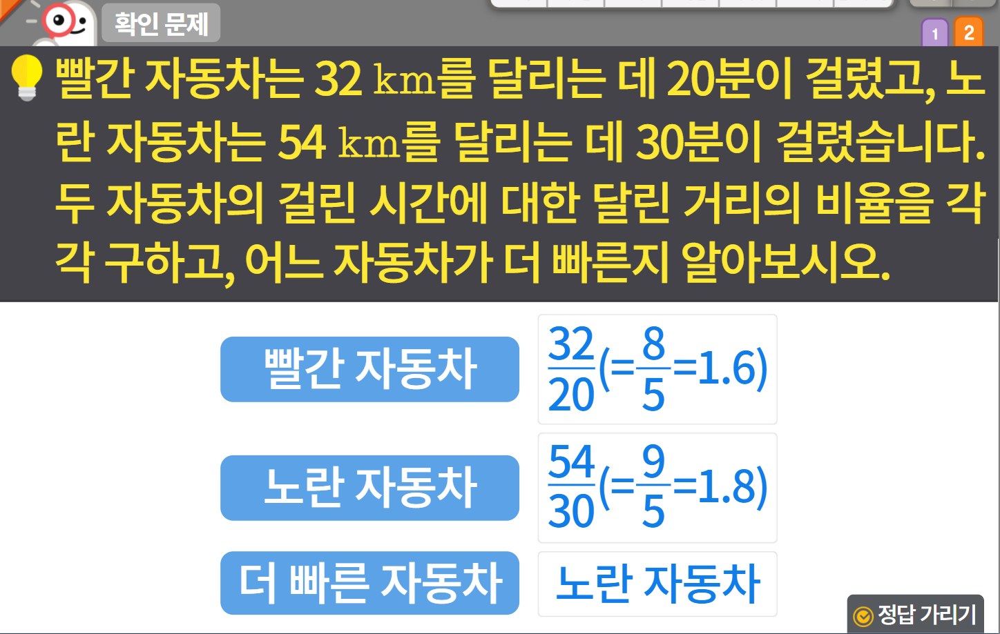 확인 문제
1 2
빨간 자동차는 32 km를 달리는 데 20분이 걸렸고, 노
란 자동차는 54 km를 달리는 데 30분이 걸렸습니다.
두 자동차의 걸린 시간에 대한 달린 거리의 비율을 각
각 구하고, 어느 자동차가 더 빠른지 알아보시오.
빨간 자동차
32/20(=8/5=1.6)
노란 자동차
54/30(=9/5=1.8)
더 빠른 자동차
노란 자동차
정답 가리기